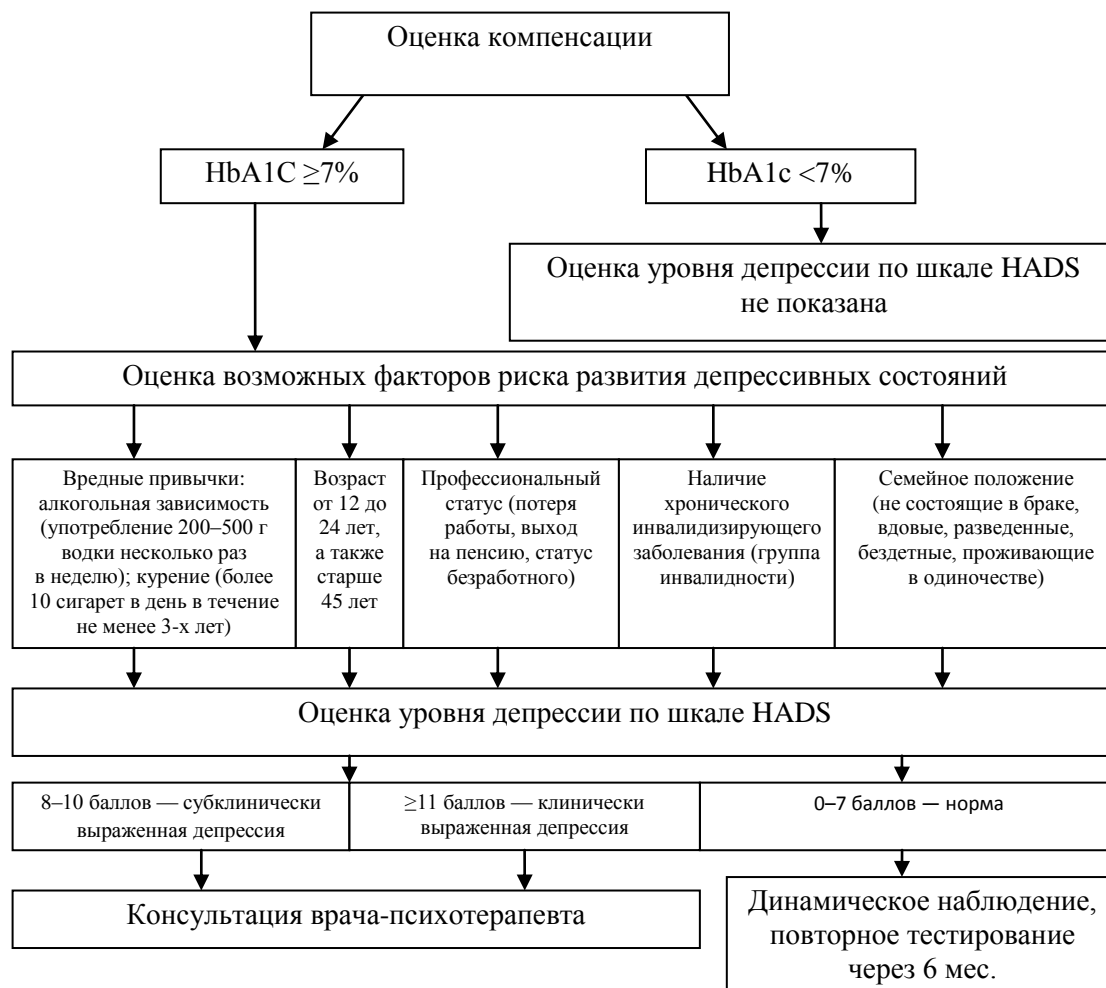 Оценка компенсации
HbA1C ≥7%
HbA1c <7%
Оценка уровня депрессии по шкале HADS
не показана
Оценка возможных факторов риска развития депрессивных состояний
Вредные привычки:
алкогольная зависимость
(употребление 200–500 г
водки несколько раз
в неделю); курение (более
10 сигарет в день в течение
не менее 3-х лет)
Возраст
от 12 до
24 лет,
а также
старше
45 лет
Профессиональный
статус (потеря
работы, выход
на пенсию, статус
безработного)
Наличие
хронического
инвалидизирующего
заболевания (группа
инвалидности)
Семейное положение
(не состоящие в браке,
вдовые, разведенные,
бездетные, проживающие
в одиночестве)
Оценка уровня депрессии по шкале HADS
8–10 баллов — субклинически
выраженная депрессия
≥11 баллов — клинически
выраженная депрессия
0–7 баллов — норма
Консультация врача-психотерапевта
Динамическое наблюдение,
повторное тестирование
через 6 мес.